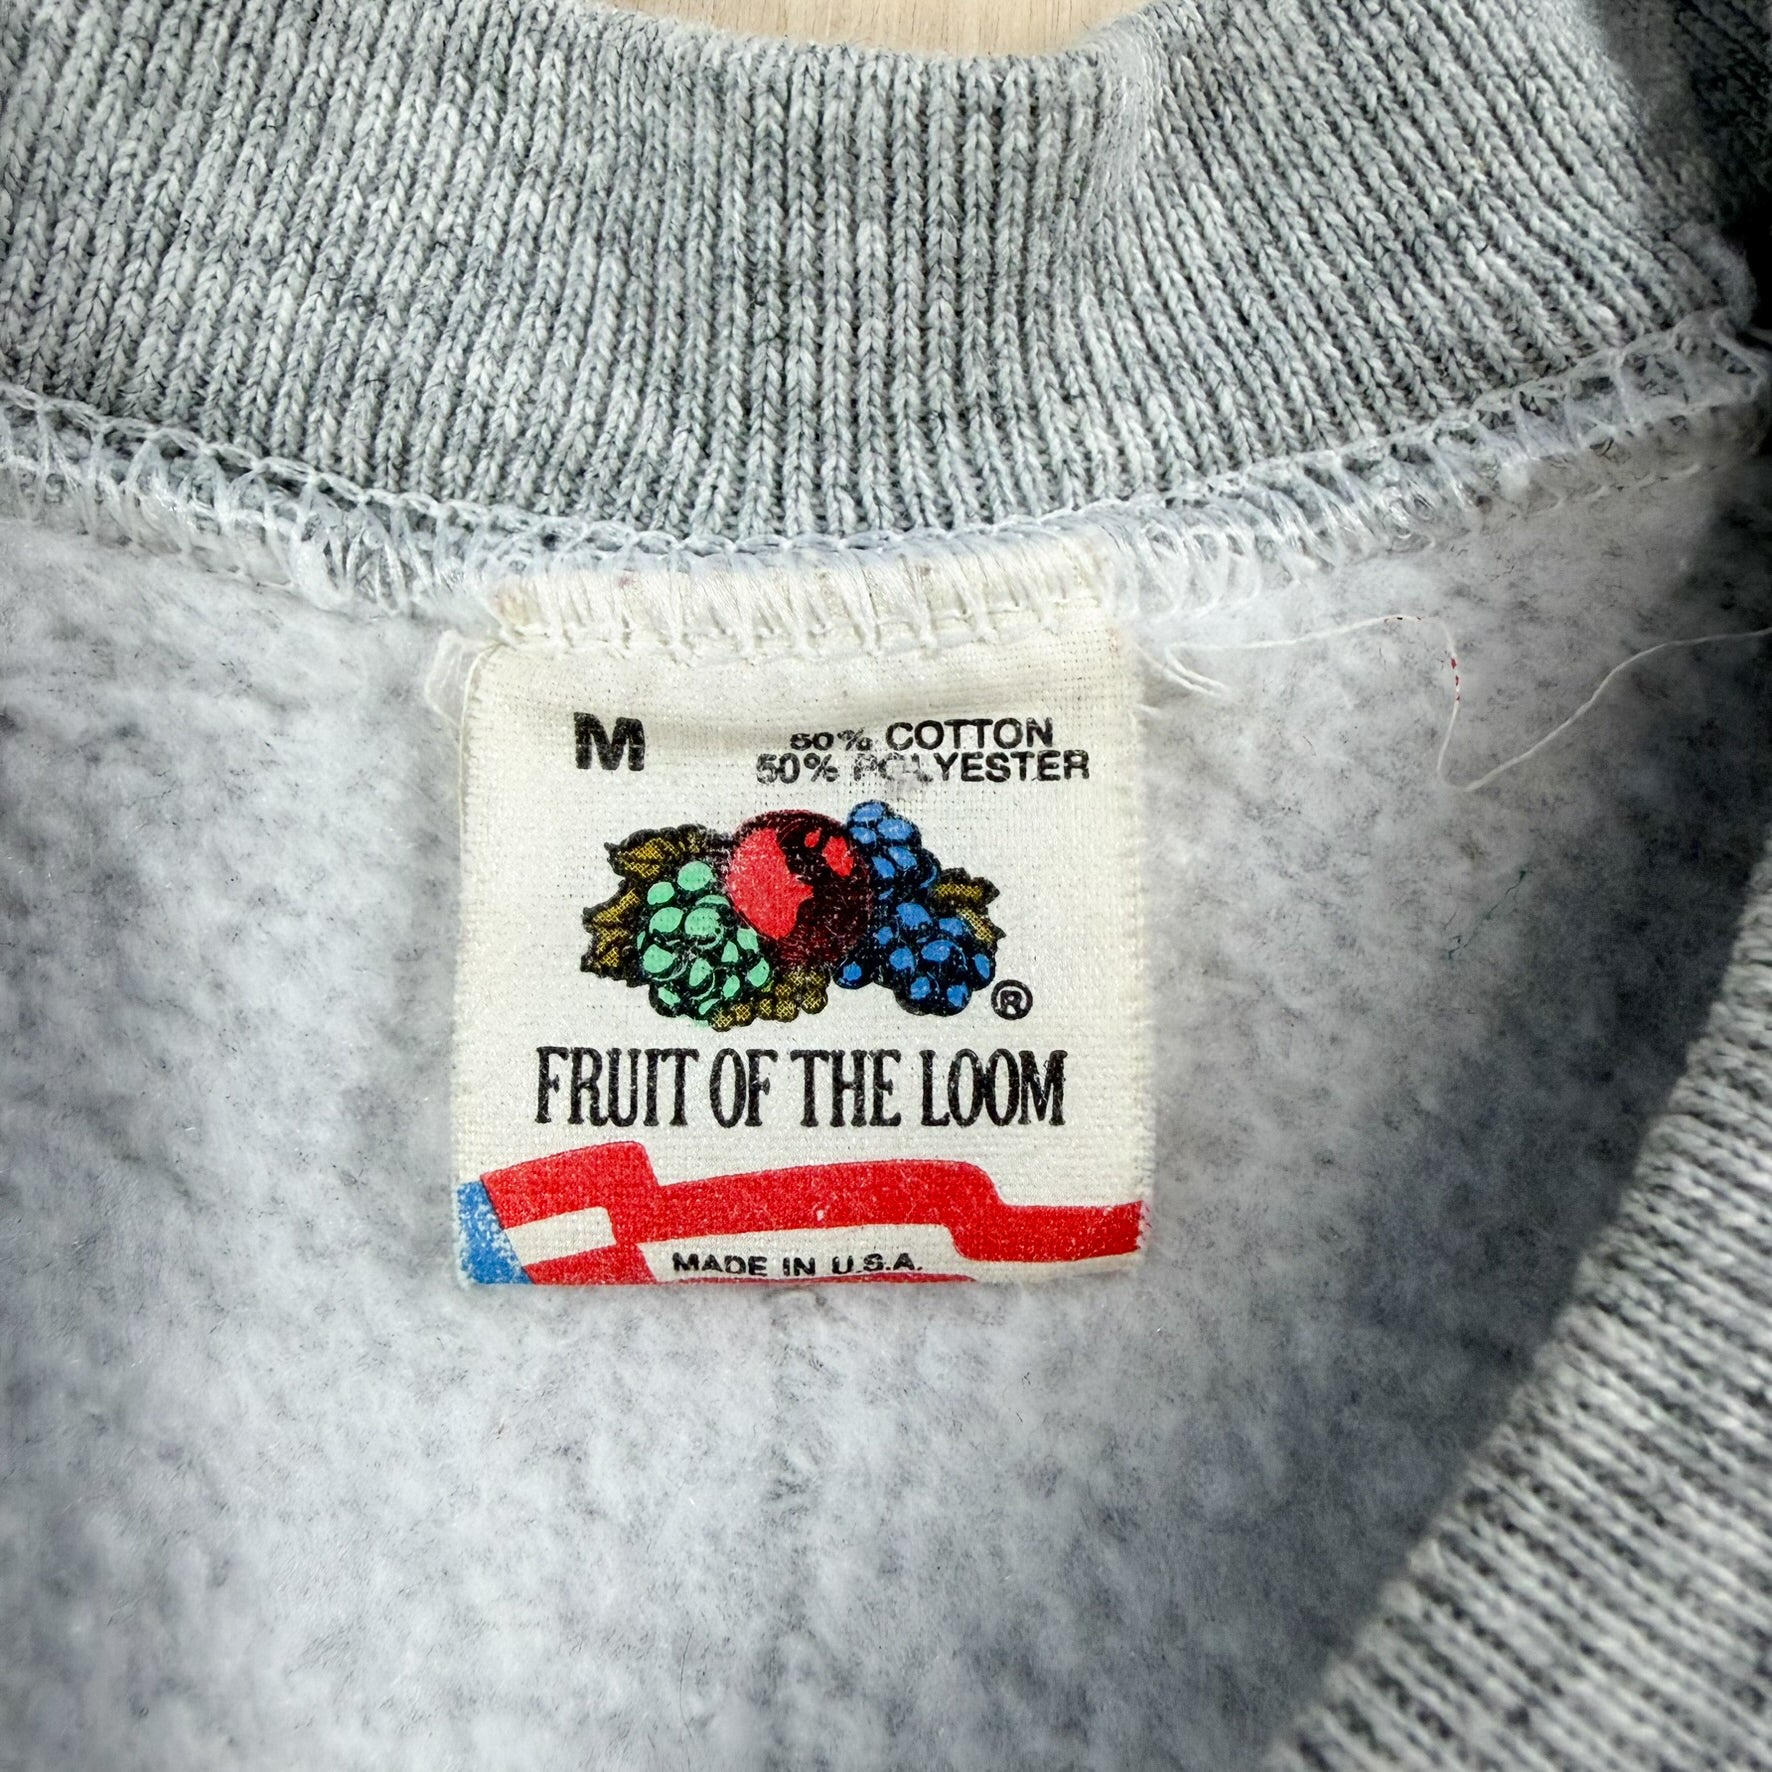 M
50% COTTON
50% POLYESTER
®
FRUIT OF THE LOOM
MADE IN U.S.A.